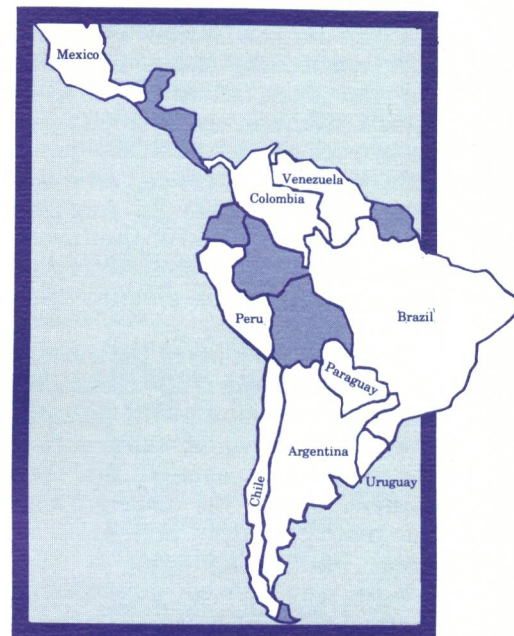 Mexico
Venezuela
Colombia
Peru
Brazil
Paraguay
Argentina
Chile
Uruguay